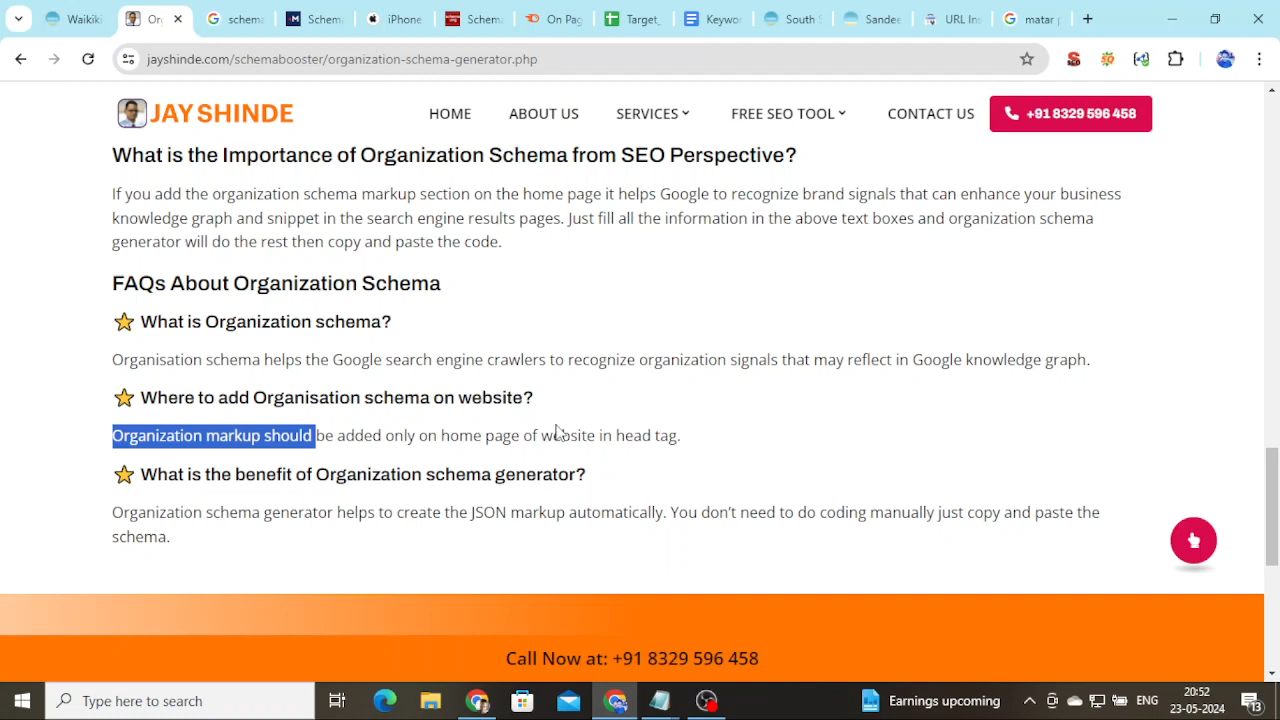 Waikiki
Org
schema
Schem
iPhone
Schem
On Pag
Target_
Keywor
South S
Sandee
URL Ins
matar p
jayshinde.com/schemabooster/organization-schema-generator.php
JAY SHINDE
HOME
ABOUT US
SERVICES
FREE SEO TOOL
CONTACT US
+91 8329 596 458
What is the Importance of Organization Schema from SEO Perspective?
If you add the organization schema markup section on the home page it helps Google to recognize brand signals that can enhance your business
knowledge graph and snippet in the search engine results pages. Just fill all the information in the above text boxes and organization schema
generator will do the rest then copy and paste the code.
FAQs About Organization Schema
What is Organization schema?
Organisation schema helps the Google search engine crawlers to recognize organization signals that may reflect in Google knowledge graph.
Where to add Organisation schema on website?
Organization markup should be added only on home page of website in head tag.
What is the benefit of Organization schema generator?
Organization schema generator helps to create the JSON markup automatically. You don't need to do coding manually just copy and paste the
schema.
Call Now at: +91 8329 596 458
Type here to search
Earnings upcoming
ENG
20:52
23-05-2024
13